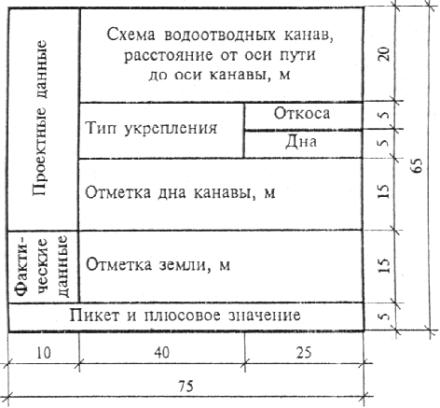 Проектные данные
Схема водоотводных канав,
расстояние от оси пути
до оси канавы, м
20
Тип укрепления
Откоса
5
Дна
5
Отметка дна канавы, м
15
65
Факти-
ческие
данные
Отметка земли, м
15
Пикет и плюсовое значение
5
10
40
25
75